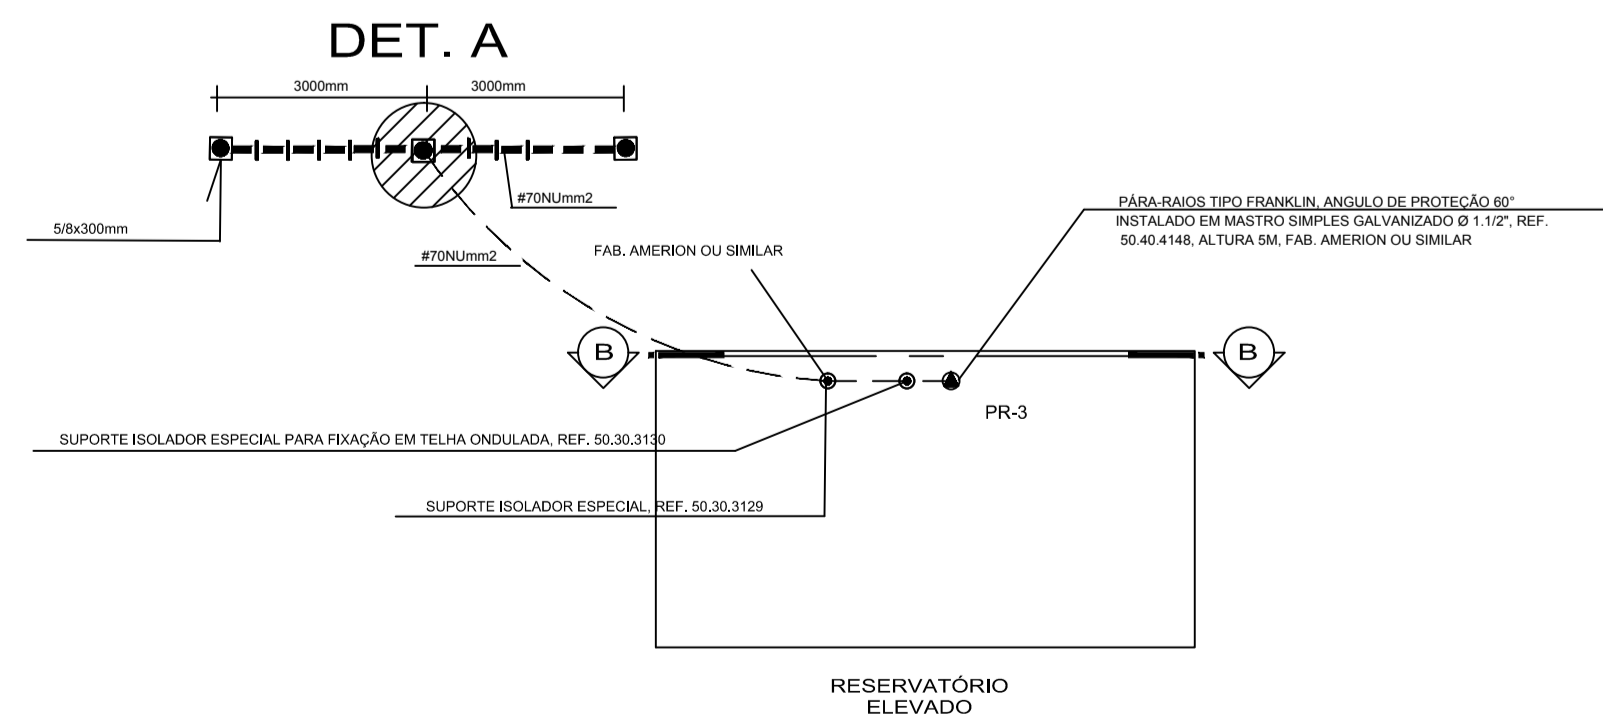 DET. A
3000mm
3000mm
#70NUmm2
5/8x300mm
#70NUmm2
FAB. AMERION OU SIMILAR
PÁRA-RAIOS TIPO FRANKLIN, ANGULO DE PROTEÇÃO 60°
INSTALADO EM MASTRO SIMPLES GALVANIZADO Ø 1.1/2", REF.
50.40.4148, ALTURA 5M, FAB. AMERION OU SIMILAR
B
B
PR-3
SUPORTE ISOLADOR ESPECIAL PARA FIXAÇÃO EM TELHA ONDULADA, REF. 50.30.3130
SUPORTE ISOLADOR ESPECIAL, REF. 50.30.3129
RESERVATÓRIO
ELEVADO